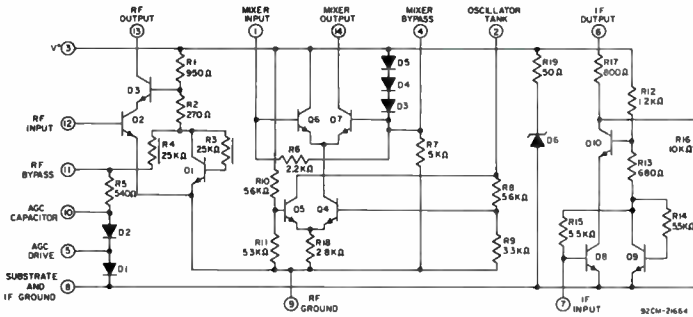 RF OUTPUT
13
MIXER INPUT
1
MIXER OUTPUT
14
MIXER BYPASS
4
OSCILLATOR TANK
2
IF OUTPUT
6
V+
3
R1
950Ω
R2
270Ω
Q3
Q2
RF INPUT
12
RF BYPASS
11
R4
25KΩ
R3
25KΩ
Q1
R5
540Ω
AGC CAPACITOR
10
D2
AGC DRIVE
5
D1
SUBSTRATE AND IF GROUND
8
D5
D4
D3
Q6
Q7
R6
2.2KΩ
R7
5KΩ
R10
5.6KΩ
R8
5.6KΩ
Q5
Q4
R11
5.3KΩ
R18
2.8KΩ
R9
3.3KΩ
9
RF GROUND
R19
50Ω
D6
R17
800Ω
R12
1.2KΩ
Q10
R16
10KΩ
R13
680Ω
R15
5.5KΩ
R14
5.5KΩ
Q8
Q9
7
IF INPUT
92CM-21664